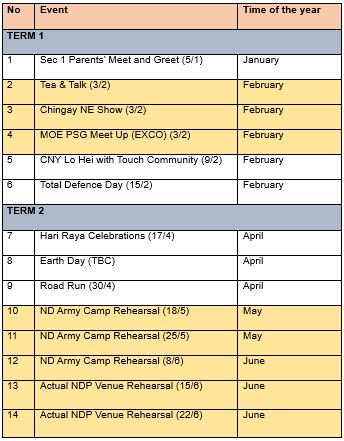 No Event Time of the year
TERM 1
1 Sec 1 Parents' Meet and Greet (5/1) January
2 Tea & Talk (3/2) February
3 Chingay NE Show (3/2) February
4 MOE PSG Meet Up (EXCO) (3/2) February
5 CNY Lo Hei with Touch Community (9/2) February
6 Total Defence Day (15/2) February
TERM 2
7 Hari Raya Celebrations (17/4) April
8 Earth Day (TBC) April
9 Road Run (30/4) April
10 ND Army Camp Rehearsal (18/5) May
11 ND Army Camp Rehearsal (25/5) May
12 ND Army Camp Rehearsal (8/6) June
13 Actual NDP Venue Rehearsal (15/6) June
14 Actual NDP Venue Rehearsal (22/6) June